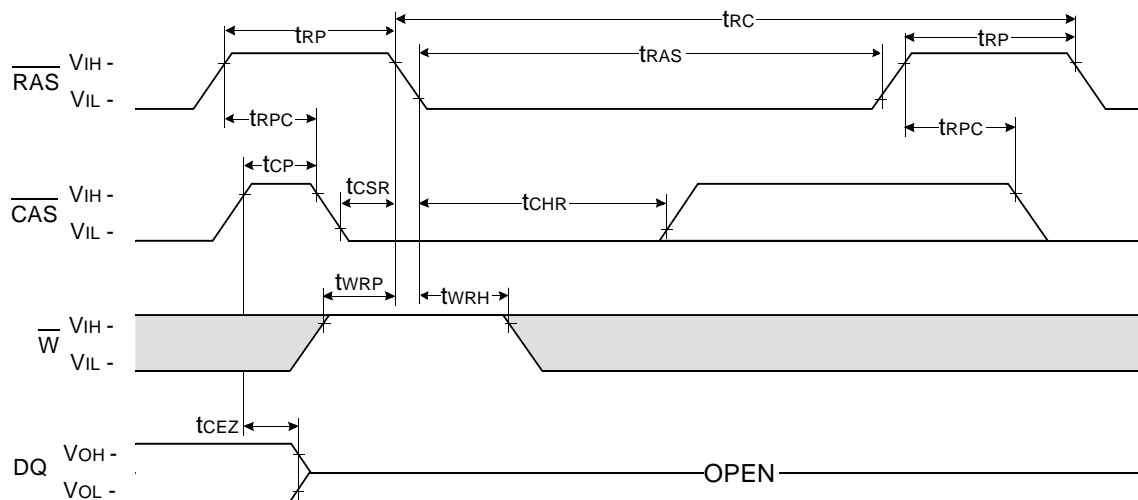 tRP
tRC
tRAS
tRP
RAS
VIH -
VIL -
tRPC
tRPC
tCP
tCSR
tCHR
CAS
VIH -
VIL -
tWRP
tWRH
W
VIH -
VIL -
tCEZ
DQ
VOH -
VOL -
OPEN